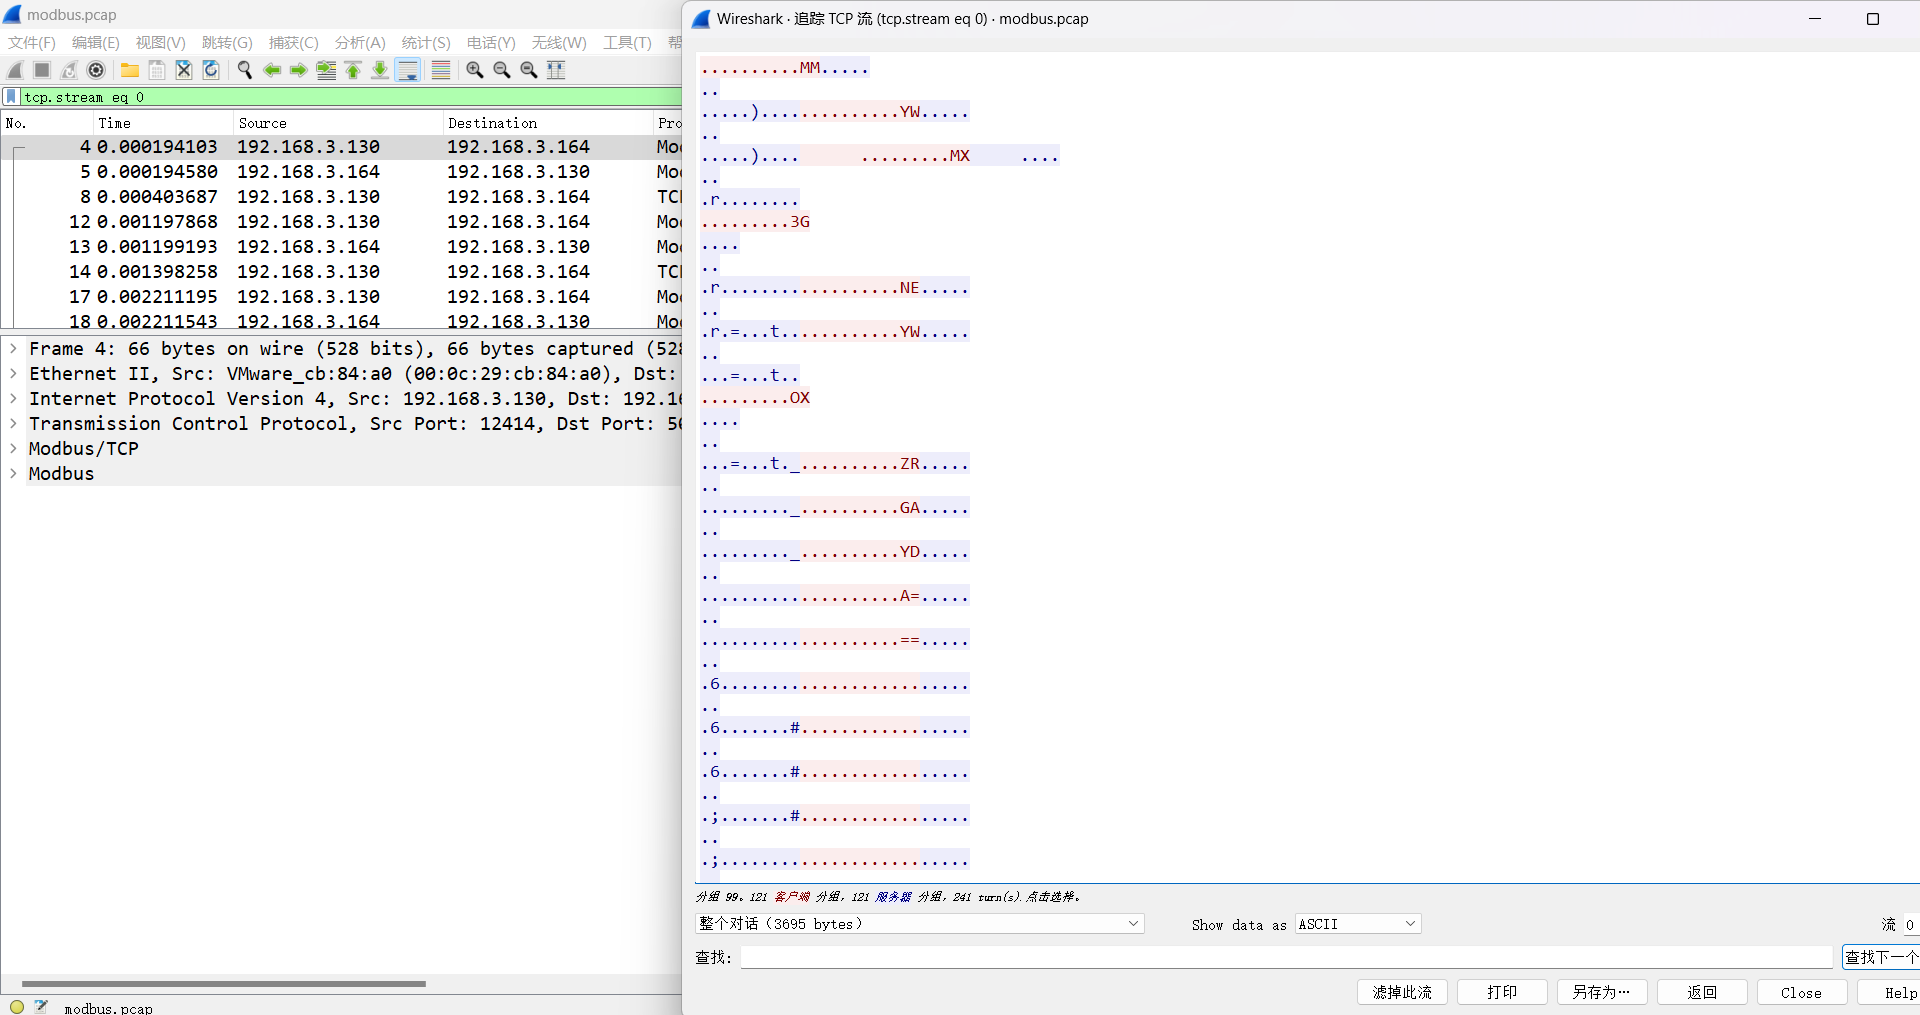 modbus.pcap
文件(F) 编辑(E) 视图(V) 跳转(G) 捕获(C) 分析(A) 统计(S) 电话(Y) 无线(W) 工具(T) 帮
tcp.stream eq 0
No. Time Source Destination Pro
4 0.000194103 192.168.3.130 192.168.3.164 Mo
5 0.000194580 192.168.3.164 192.168.3.130 Mo
8 0.000403687 192.168.3.130 192.168.3.164 TC
12 0.001197868 192.168.3.130 192.168.3.164 Mo
13 0.001199193 192.168.3.164 192.168.3.130 Mo
14 0.001398258 192.168.3.130 192.168.3.164 TC
17 0.002211195 192.168.3.130 192.168.3.164 Mo
18 0.002211543 192.168.3.164 192.168.3.130 Mo
Frame 4: 66 bytes on wire (528 bits), 66 bytes captured (528
Ethernet II, Src: VMware_cb:84:a0 (00:0c:29:cb:84:a0), Dst:
Internet Protocol Version 4, Src: 192.168.3.130, Dst: 192.16
Transmission Control Protocol, Src Port: 12414, Dst Port: 50
Modbus/TCP
Modbus
modbus.pcap
Wireshark · 追踪 TCP 流 (tcp.stream eq 0) · modbus.pcap
..........MM.....
..
.....)..............YW.....
..
.....).... .........MX ....
..
.r........
.........3G
....
..
.r..................NE.....
..
.r.=...t............YW.....
..
...=...t..
.........OX
....
..
...=...t._..........ZR.....
..
........._..........GA.....
..
........._..........YD.....
..
....................A=.....
..
....................==.....
..
.6.........................
..
.6.......#.................
..
.6.......#.................
..
.;.......#.................
..
.;.........................
分组 99。121 客户端 分组, 121 服务器 分组, 241 turn(s).点击选择。
整个对话（3695 bytes） Show data as ASCII 流 0
查找: 查找下一个
滤掉此流 打印 另存为… 返回 Close Help